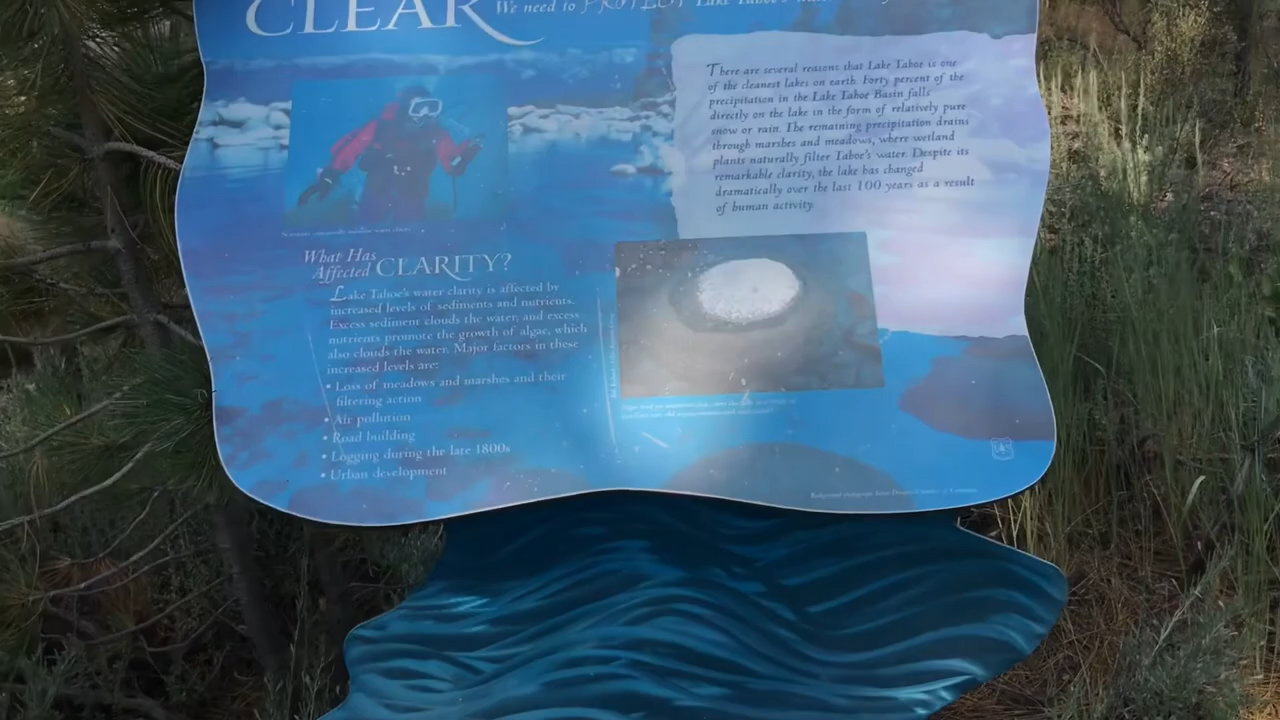 CLEAR
We need to PROTECT Lake Tahoe's
There are several reasons that Lake Tahoe is one
of the cleanest lakes on earth. Forty percent of the
precipitation in the Lake Tahoe Basin falls
directly on the lake in the form of relatively pure
snow or rain. The remaining precipitation drains
through marshes and meadows, where wetland
plants naturally filter Tahoe's water. Despite its
remarkable clarity, the lake has changed
dramatically over the last 100 years as a result
of human activity.
What Has
Affected CLARITY?
Lake Tahoe's water clarity is affected by
increased levels of sediments and nutrients.
Excess sediment clouds the water; and excess
nutrients promote the growth of algae, which
also clouds the water. Major factors in these
increased levels are:
• Loss of meadows and marshes and their
filtering action
• Air pollution
• Road building
• Logging during the late 1800s
• Urban development